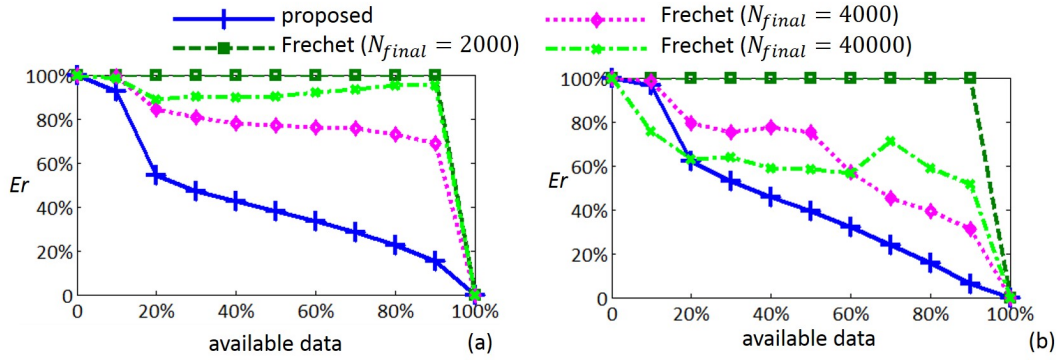 proposed
Frechet (N_final = 2000)
Frechet (N_final = 4000)
Frechet (N_final = 40000)
100%
80%
60%
40%
20%
0
Er
0 20% 40% 60% 80% 100%
available data (a)
100%
80%
60%
40%
20%
0
Er
0 20% 40% 60% 80% 100%
available data (b)